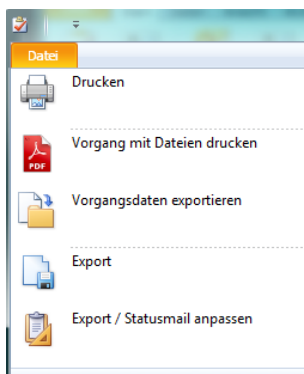 Datei
Drucken
Vorgang mit Dateien drucken
PDF
Vorgangsdaten exportieren
Export
Export / Statusmail anpassen